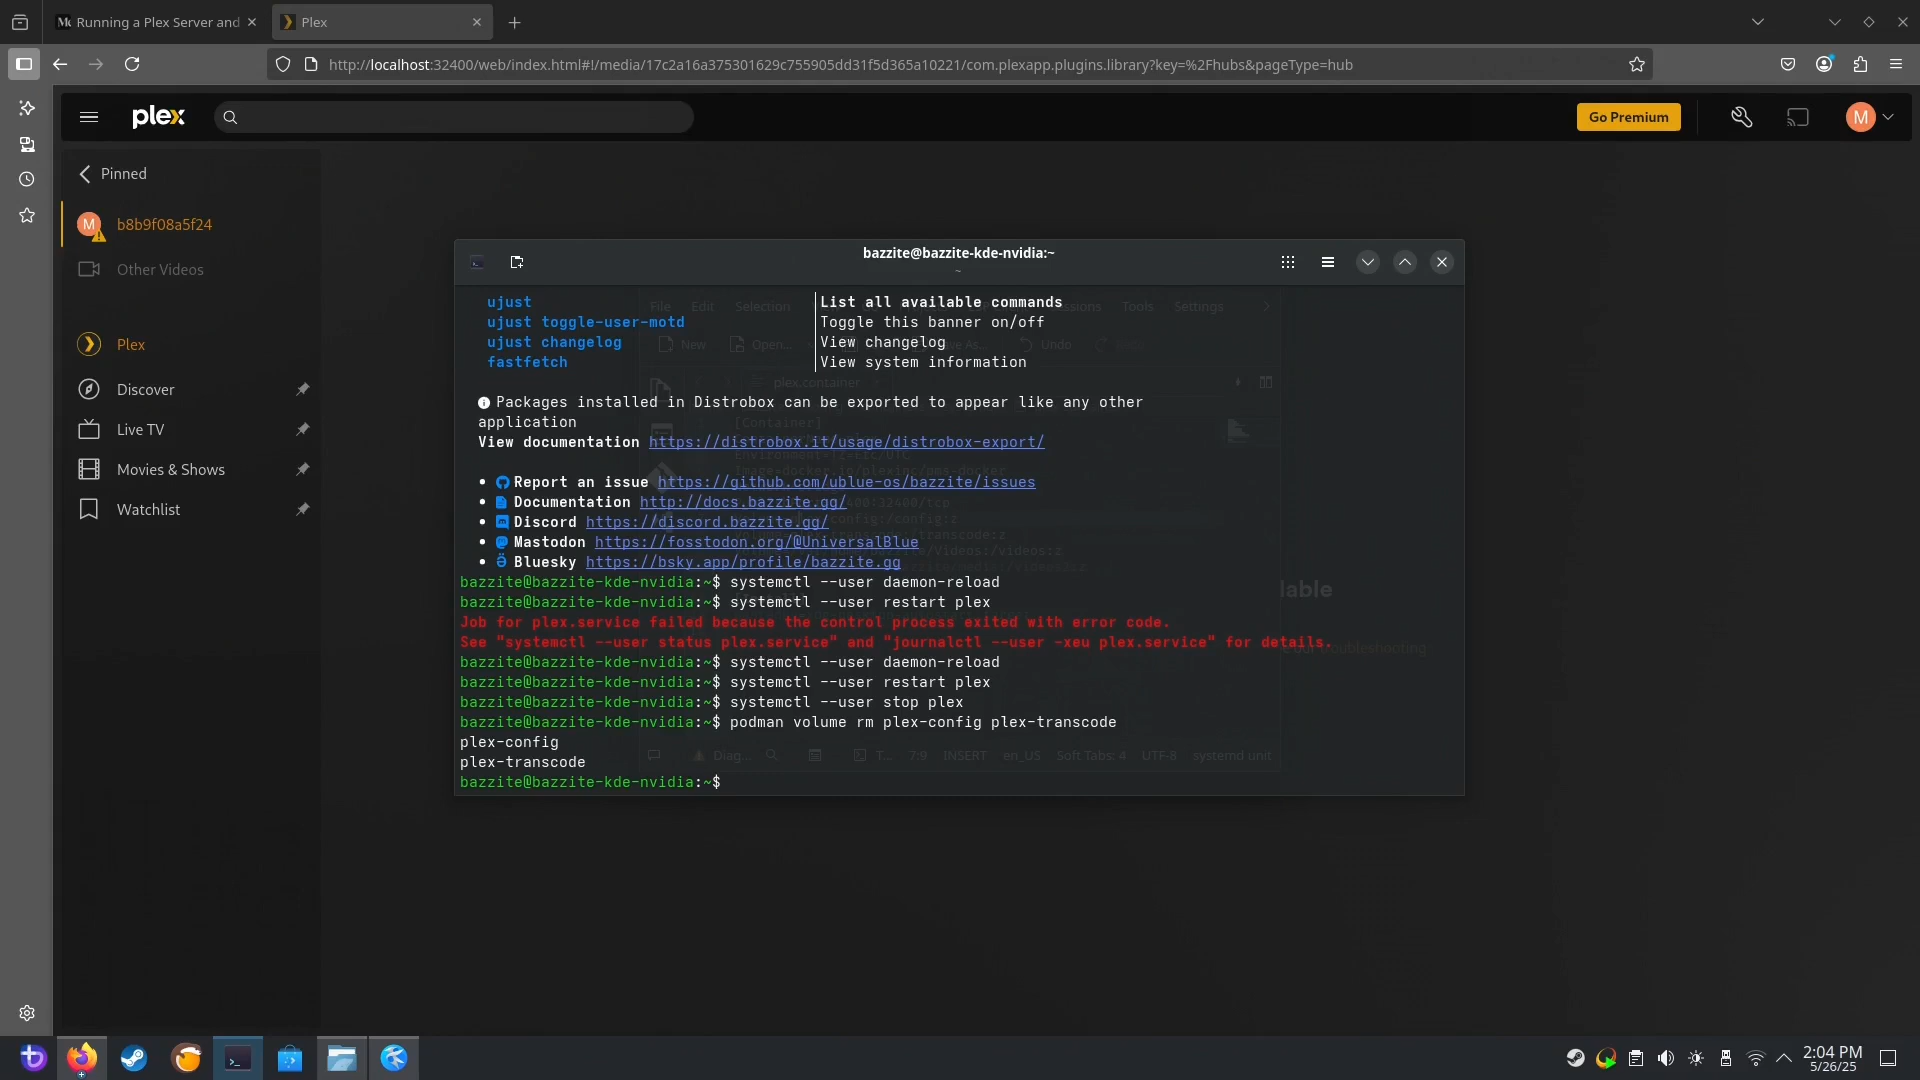 Running a Plex Server and
Plex
http://localhost:32400/web/index.html#!/media/17c2a16a375301629c755905dd31f5d365a10221/com.plexapp.plugins.library?key=%2Fhubs&pageType=hub
plex
Go Premium
M
Pinned
M
b8b9f08a5f24
Other Videos
Plex
Discover
Live TV
Movies & Shows
Watchlist
bazzite@bazzite-kde-nvidia:~
~
File Edit Selection Tools Settings
New Open... Undo
plex.container
ujust List all available commands
ujust toggle-user-motd Toggle this banner on/off
ujust changelog View changelog
fastfetch View system information
Packages installed in Distrobox can be exported to appear like any other
application
[Container]
View documentation https://distrobox.it/usage/distrobox-export/
• Report an issue https://github.com/ublue-os/bazzite/issues
• Documentation http://docs.bazzite.gg/
• Discord https://discord.bazzite.gg/
• Mastodon https://fosstodon.org/@UniversalBlue
• Bluesky https://bsky.app/profile/bazzite.gg
bazzite@bazzite-kde-nvidia:~$ systemctl --user daemon-reload
bazzite@bazzite-kde-nvidia:~$ systemctl --user restart plex
Job for plex.service failed because the control process exited with error code.
See "systemctl --user status plex.service" and "journalctl --user -xeu plex.service" for details.
bazzite@bazzite-kde-nvidia:~$ systemctl --user daemon-reload
bazzite@bazzite-kde-nvidia:~$ systemctl --user restart plex
bazzite@bazzite-kde-nvidia:~$ systemctl --user stop plex
bazzite@bazzite-kde-nvidia:~$ podman volume rm plex-config plex-transcode
plex-config
plex-transcode
bazzite@bazzite-kde-nvidia:~$
Diag... T... 7:9 INSERT en_US Soft Tabs: 4 UTF-8 systemd unit
lable
troubleshooting
2:04 PM
5/26/25